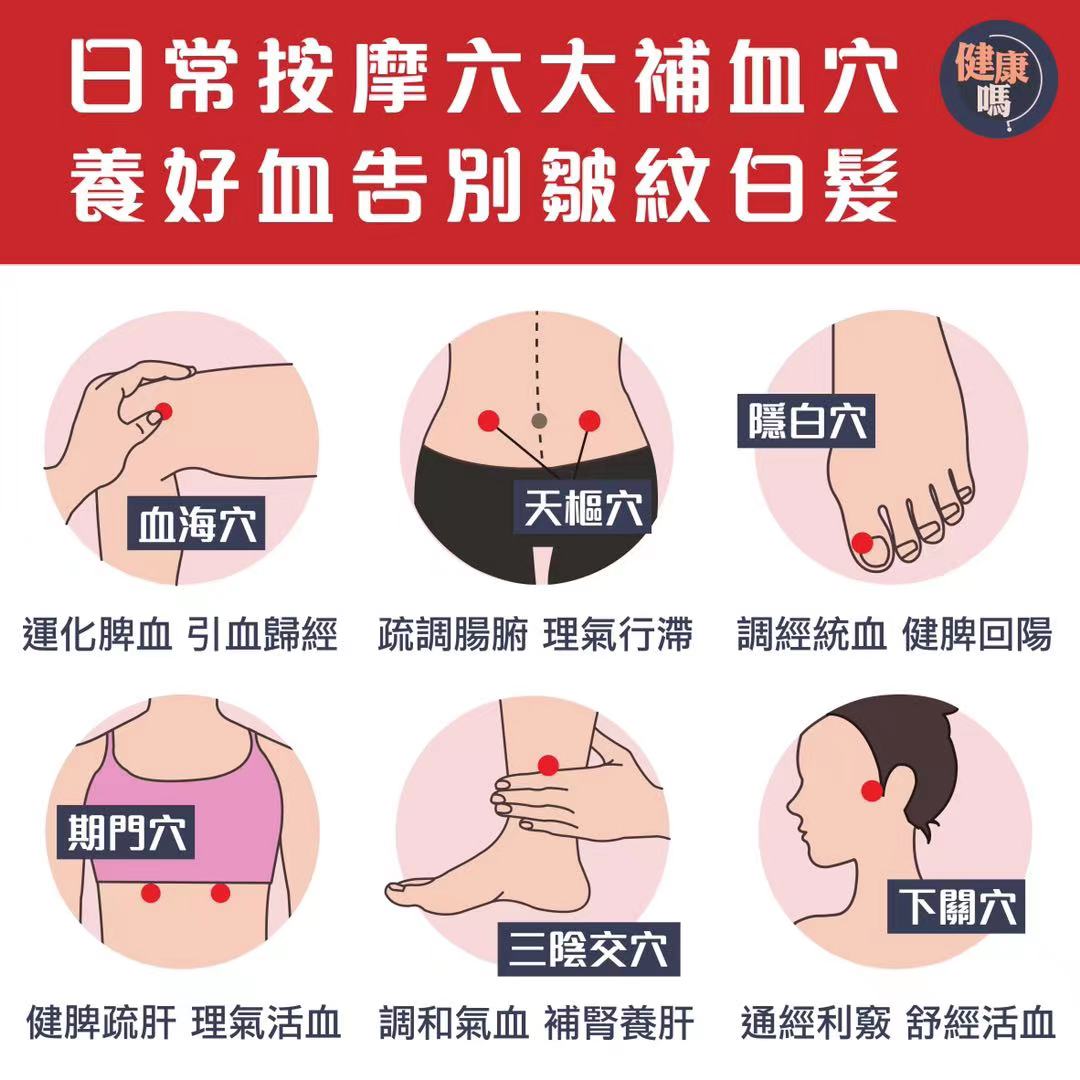 日常按摩六大補血穴
養好血告別皺紋白髮
健康
嗎
血海穴
運化脾血 引血歸經
天樞穴
疏調腸腑 理氣行滯
隱白穴
調經統血 健脾回陽
期門穴
健脾疏肝 理氣活血
三陰交穴
調和氣血 補腎養肝
下關穴
通經利竅 舒經活血